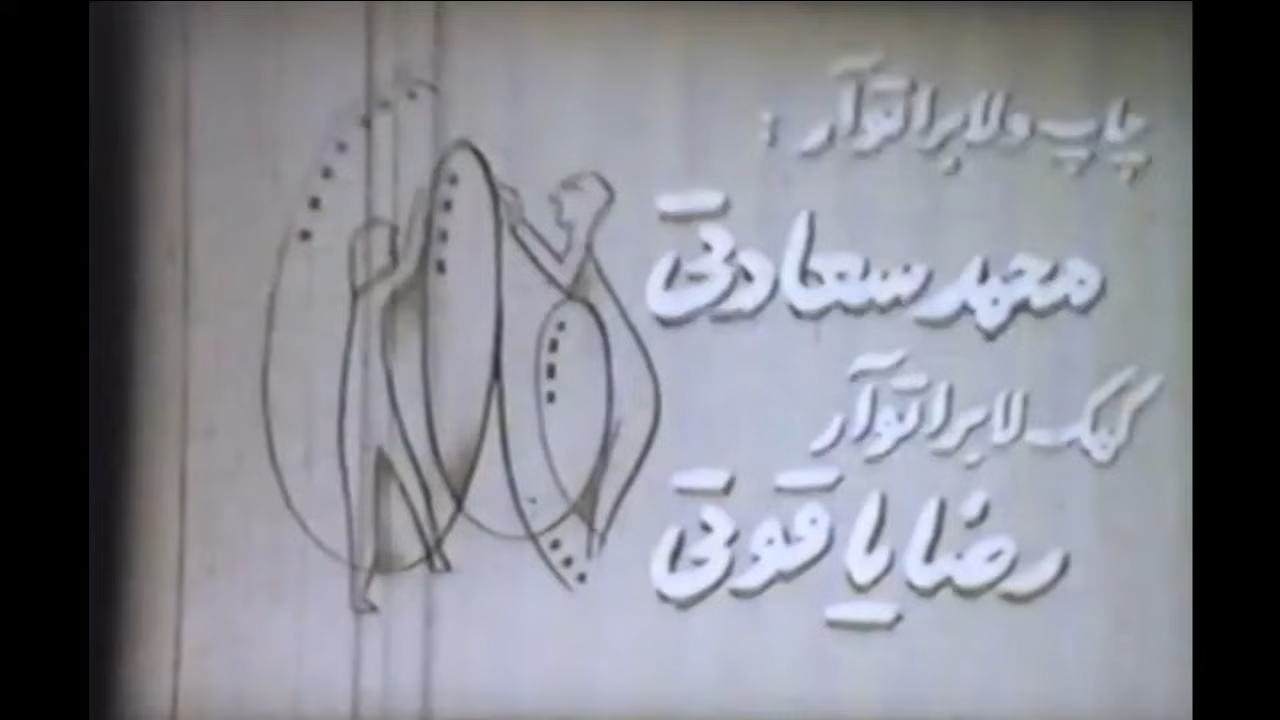 چاپ و لابراتوآر :
محمد سعادتی
کمک لابراتوآر
رضا یاقوتی